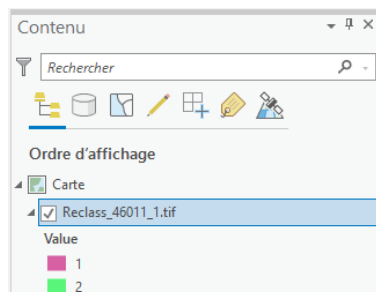 Contenu
Rechercher
Ordre d’affichage
Carte
Reclass_46011_1.tif
Value
1
2